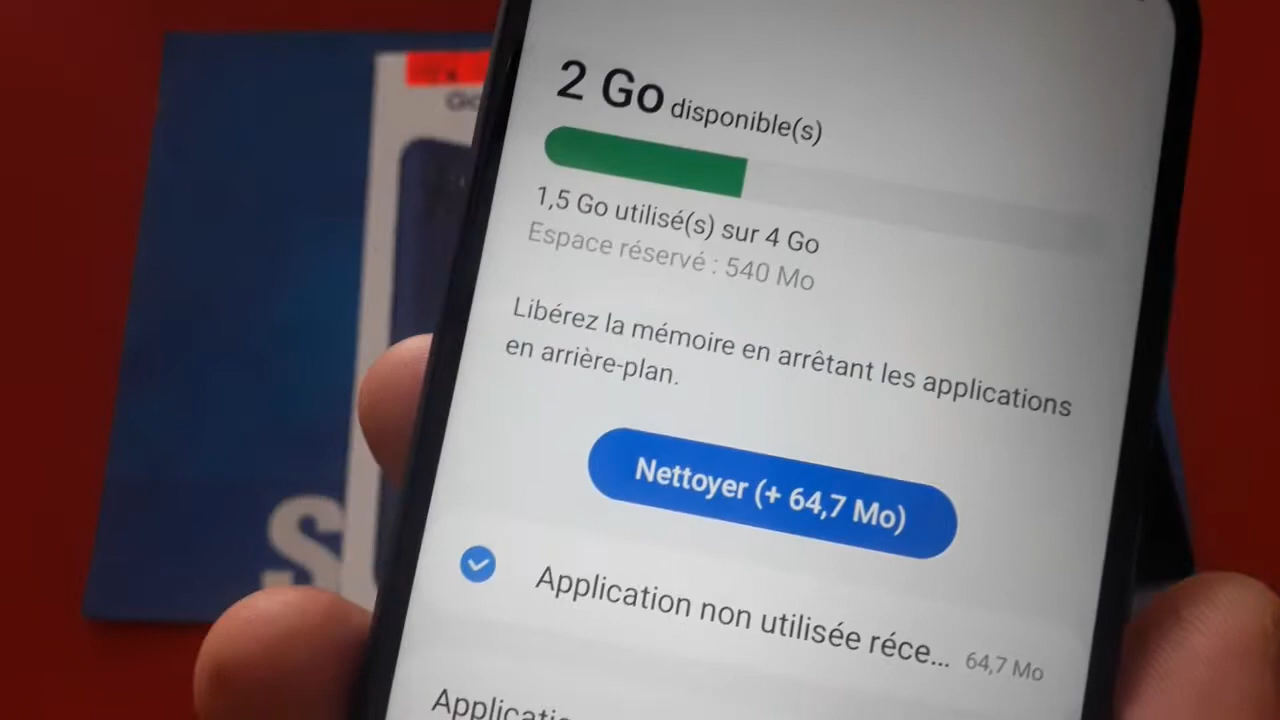 2 Go disponible(s)
1,5 Go utilisé(s) sur 4 Go
Espace réservé : 540 Mo
Libérez la mémoire en arrêtant les applications
en arrière-plan.
Nettoyer (+ 64,7 Mo)
Application non utilisée réce... 64,7 Mo